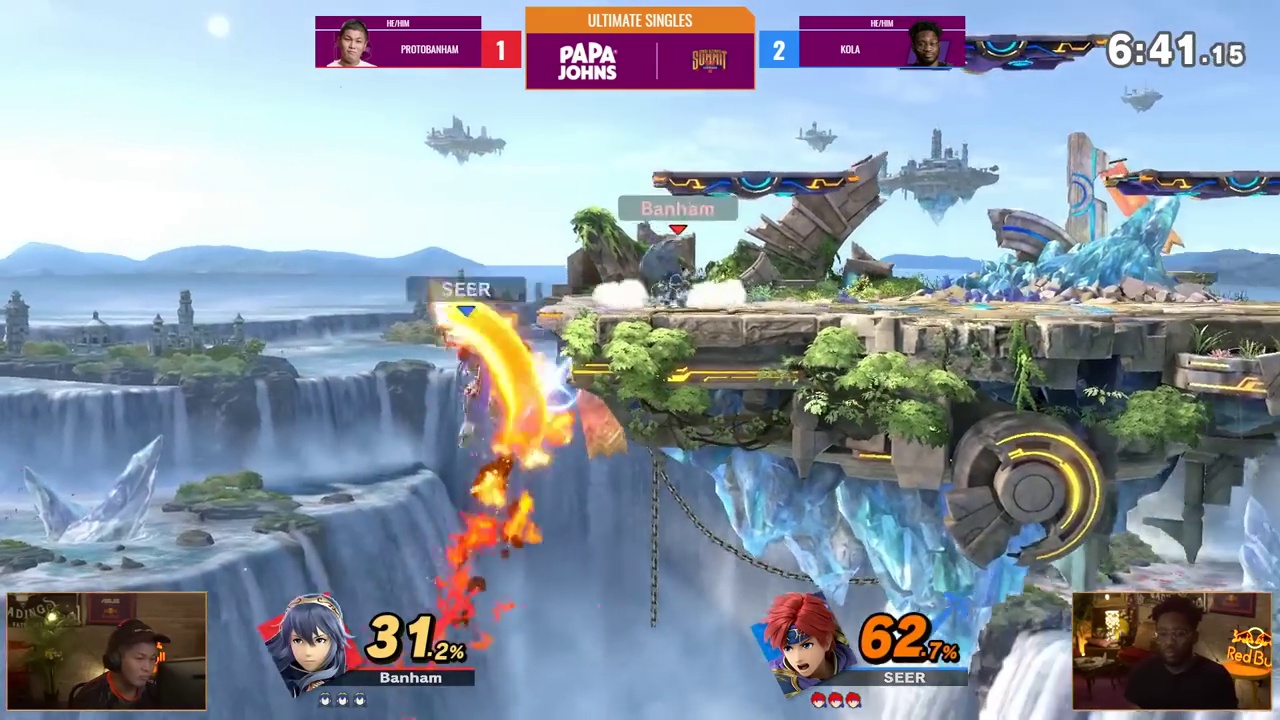 HE/HIM
PROTOBANHAM
1
ULTIMATE SINGLES
PAPA JOHNS
SUMMIT
2
HE/HIM
KOLA
6:41.15
Banham
SEER
31.2%
Banham
62.7%
SEER
Red Bu